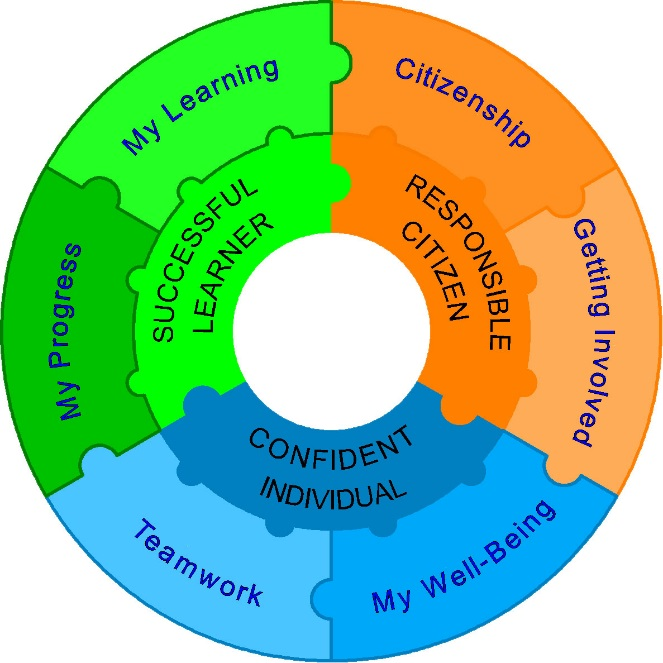 My Learning
Citizenship
My Progress
SUCCESSFUL
LEARNER
RESPONSIBLE
CITIZEN
Getting Involved
CONFIDENT
INDIVIDUAL
Teamwork
My Well-Being